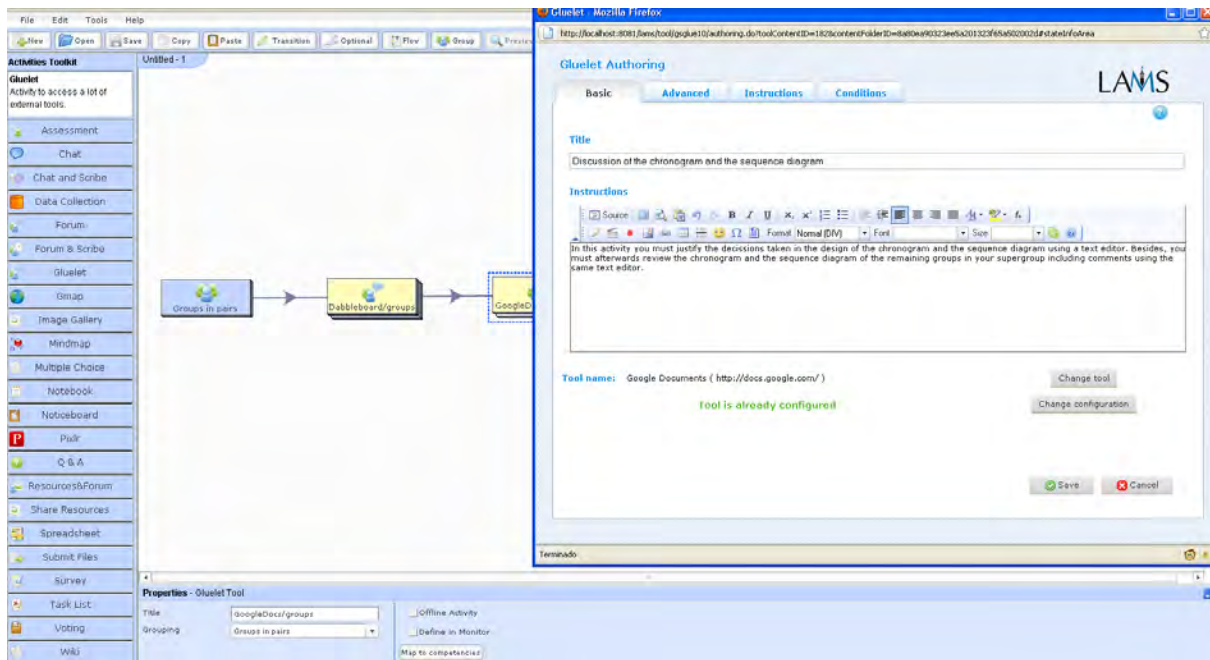 File Edit Tools Help
New Open Save Copy Paste Transition Optional Flow Group Preview
Activities Toolkit
Gluelet
Activity to access a lot of
external tools.
Assessment
Chat
Chat and Scribe
Data Collection
Forum
Forum & Scribe
Gluelet
Gmap
Image Gallery
Mindmap
Multiple Choice
Notebook
Noticeboard
Pixlr
Q & A
Resources&Forum
Share Resources
Spreadsheet
Submit Files
Survey
Task List
Voting
Wiki
Untitled - 1
Groups in pairs
Dabbleboard/groups
GoogleD
Properties - Gluelet Tool
Title GoogleDocs/groups
Grouping Groups in pairs
Offline Activity
Define in Monitor
Map to competencies
Gluelet - Mozilla Firefox
Gluelet Authoring
LAMS
Basic Advanced Instructions Conditions
Title
Discussion of the chronogram and the sequence diagram
Instructions
Source B I U Format Normal (DIV) Font Size
In this activity you must justify the decissions taken in the design of the chronogram and the sequence diagram using a text editor. Besides, you
must afterwards review the chronogram and the sequence diagram of the remaining groups in your supergroup including comments using the
same text editor.
Tool name: Google Documents ( http://docs.google.com/ )
Change tool
Tool is already configured
Change configuration
Save Cancel
Terminado